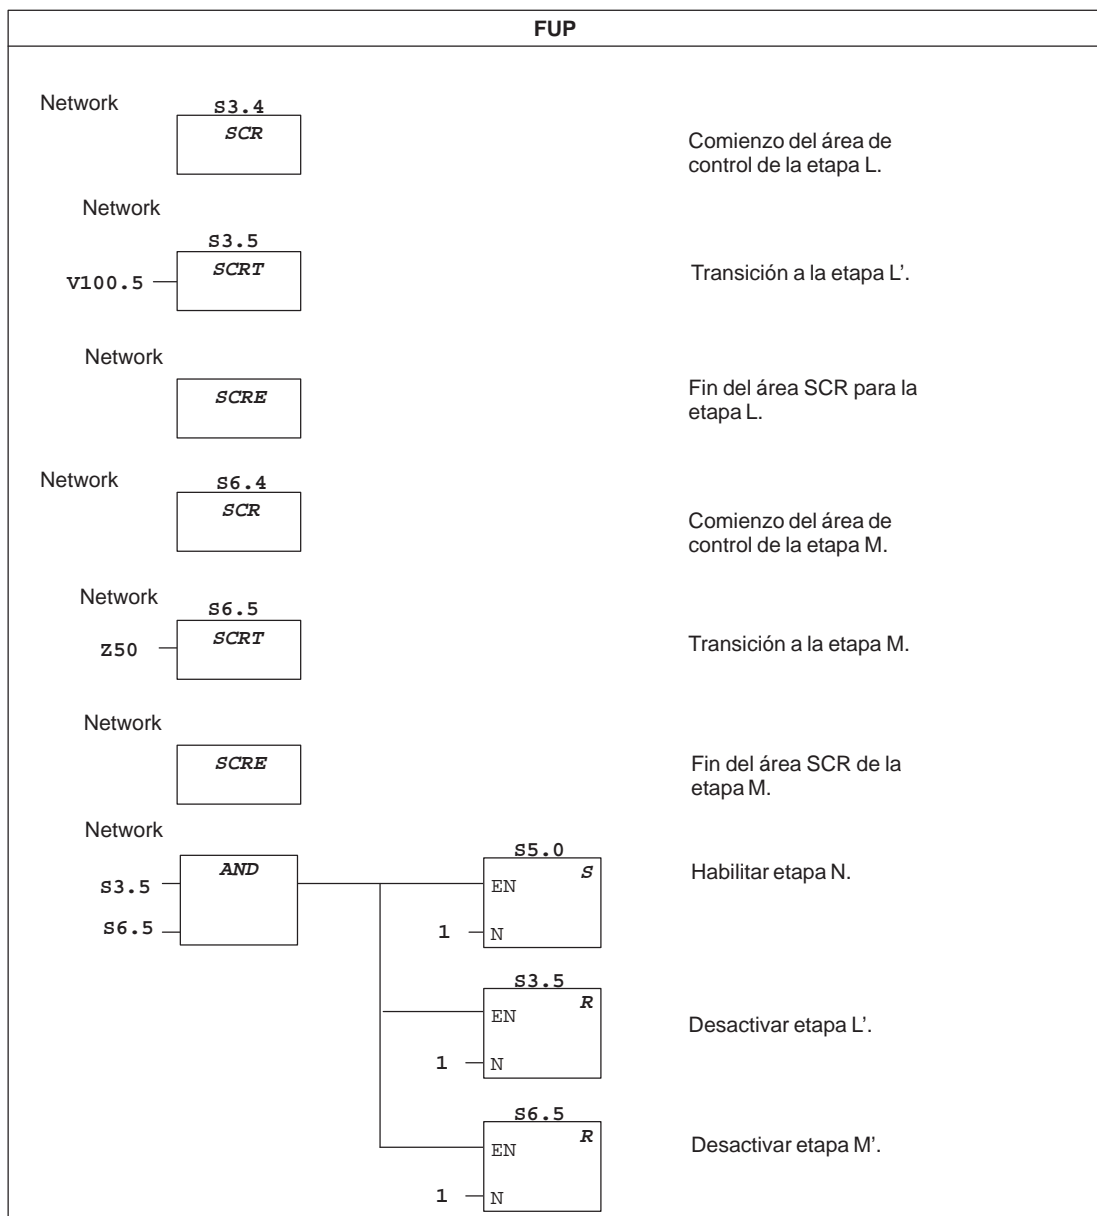 FUP
Network
S3.4
SCR
Comienzo del área de
control de la etapa L.
Network
S3.5
SCRT
V100.5
Transición a la etapa L’.
Network
SCRE
Fin del área SCR para la
etapa L.
Network
S6.4
SCR
Comienzo del área de
control de la etapa M.
Network
S6.5
SCRT
Z50
Transición a la etapa M.
Network
SCRE
Fin del área SCR de la
etapa M.
Network
AND
S3.5
S6.5
S5.0
S
EN
1
N
Habilitar etapa N.
S3.5
R
EN
1
N
Desactivar etapa L’.
S6.5
R
EN
1
N
Desactivar etapa M’.